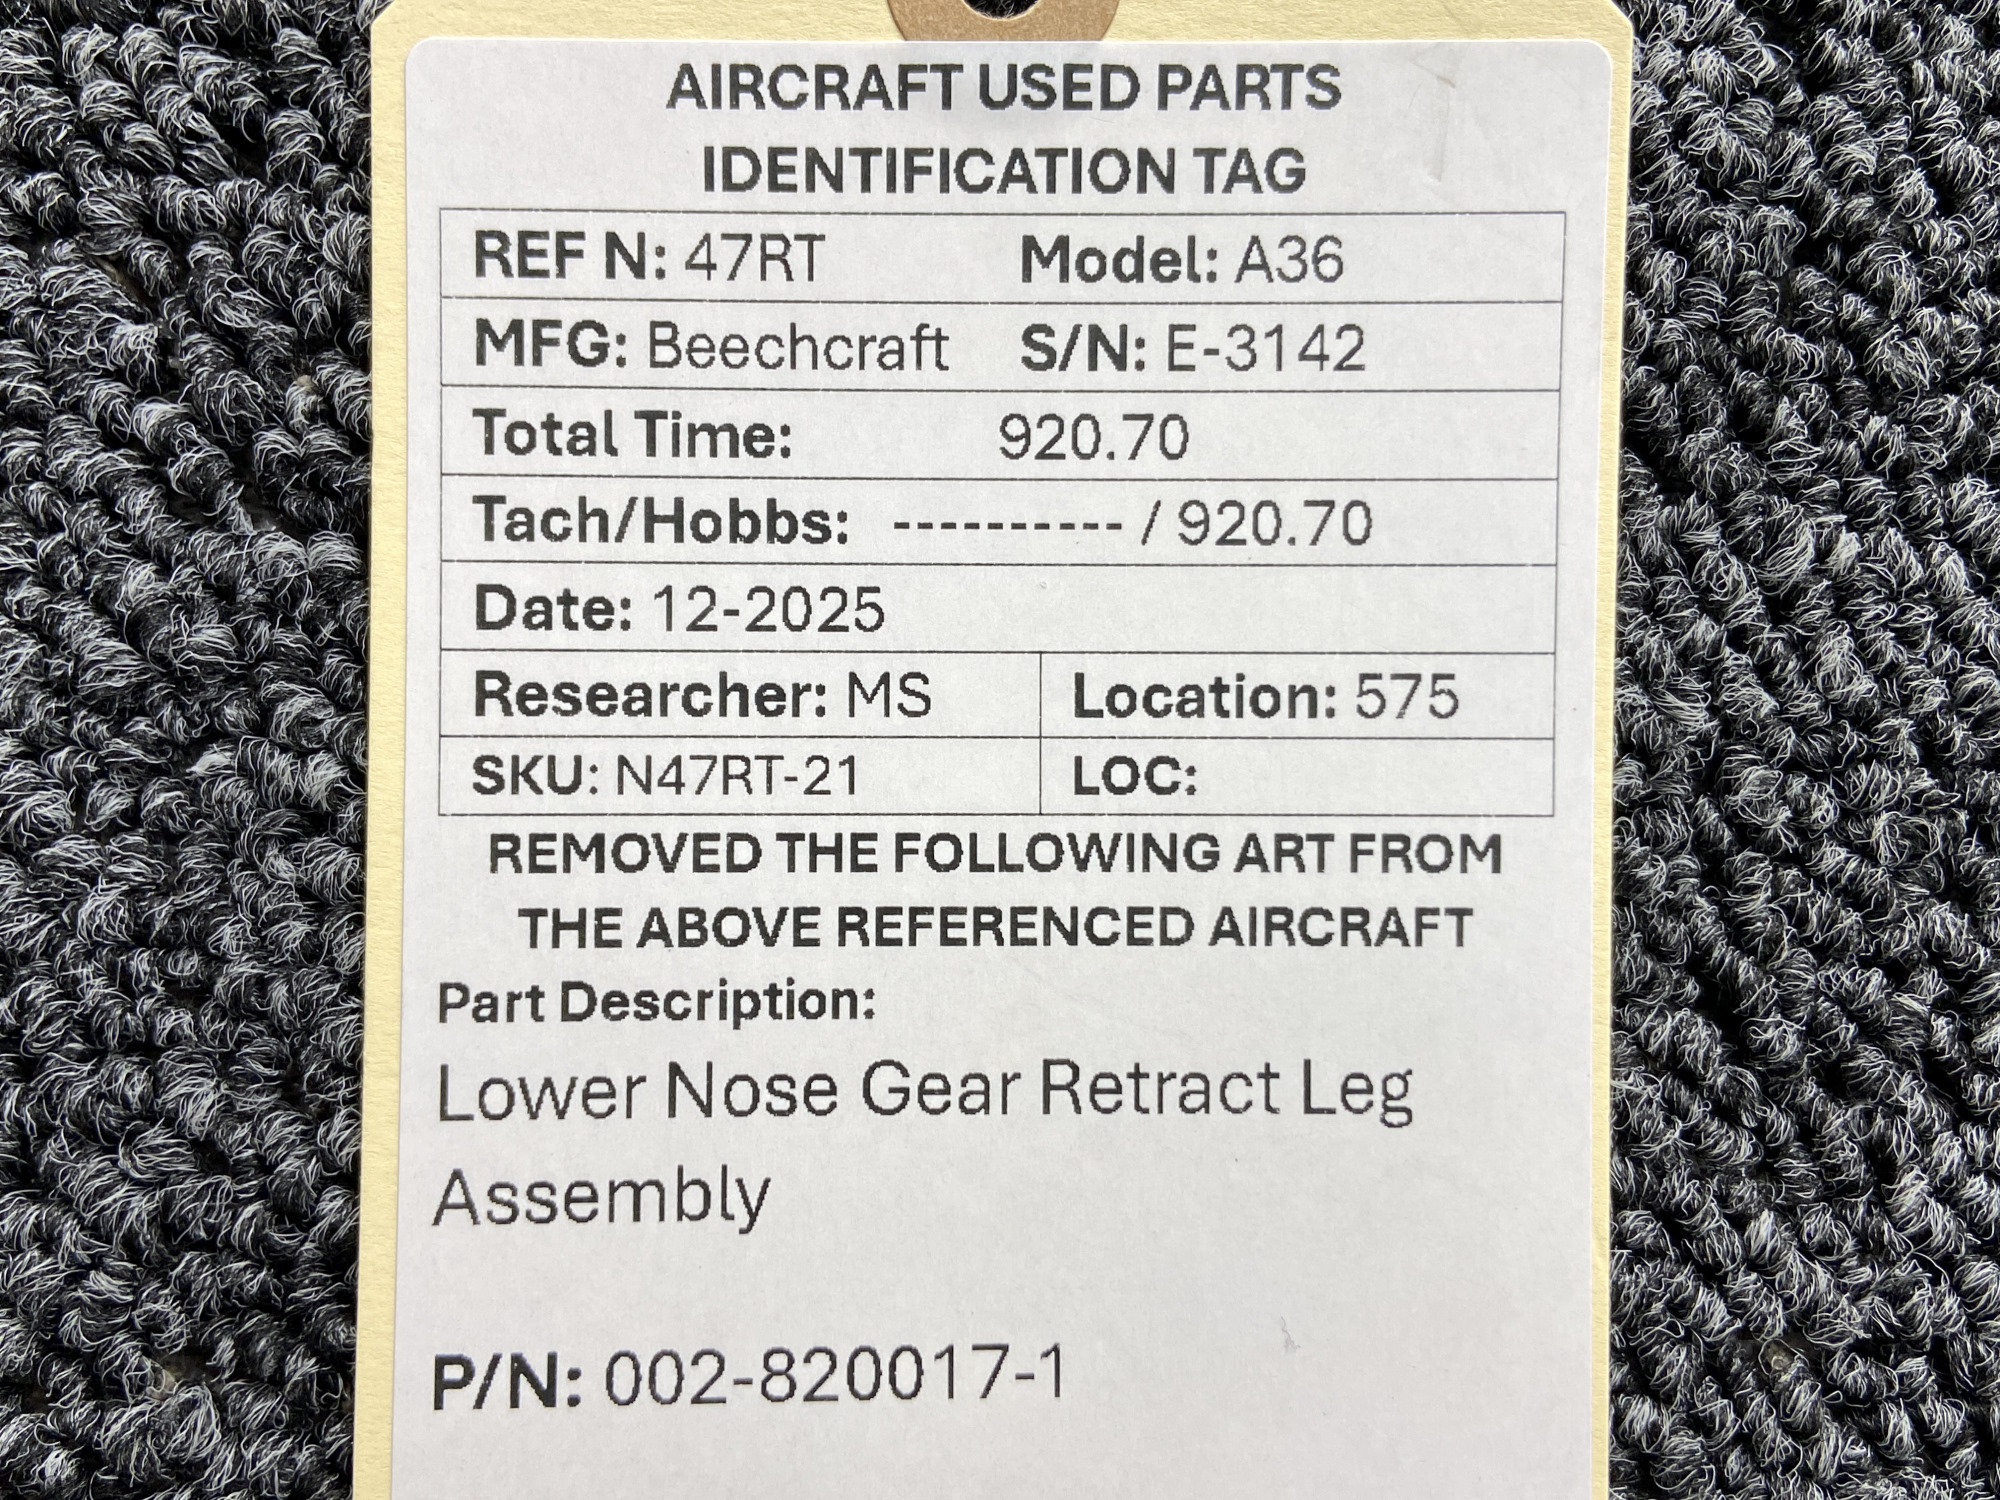 AIRCRAFT USED PARTS
IDENTIFICATION TAG
REF N: 47RT Model: A36
MFG: Beechcraft S/N: E-3142
Total Time: 920.70
Tach/Hobbs: ---------- / 920.70
Date: 12-2025
Researcher: MS Location: 575
SKU: N47RT-21 LOC:
REMOVED THE FOLLOWING ART FROM
THE ABOVE REFERENCED AIRCRAFT
Part Description:
Lower Nose Gear Retract Leg
Assembly
P/N: 002-820017-1